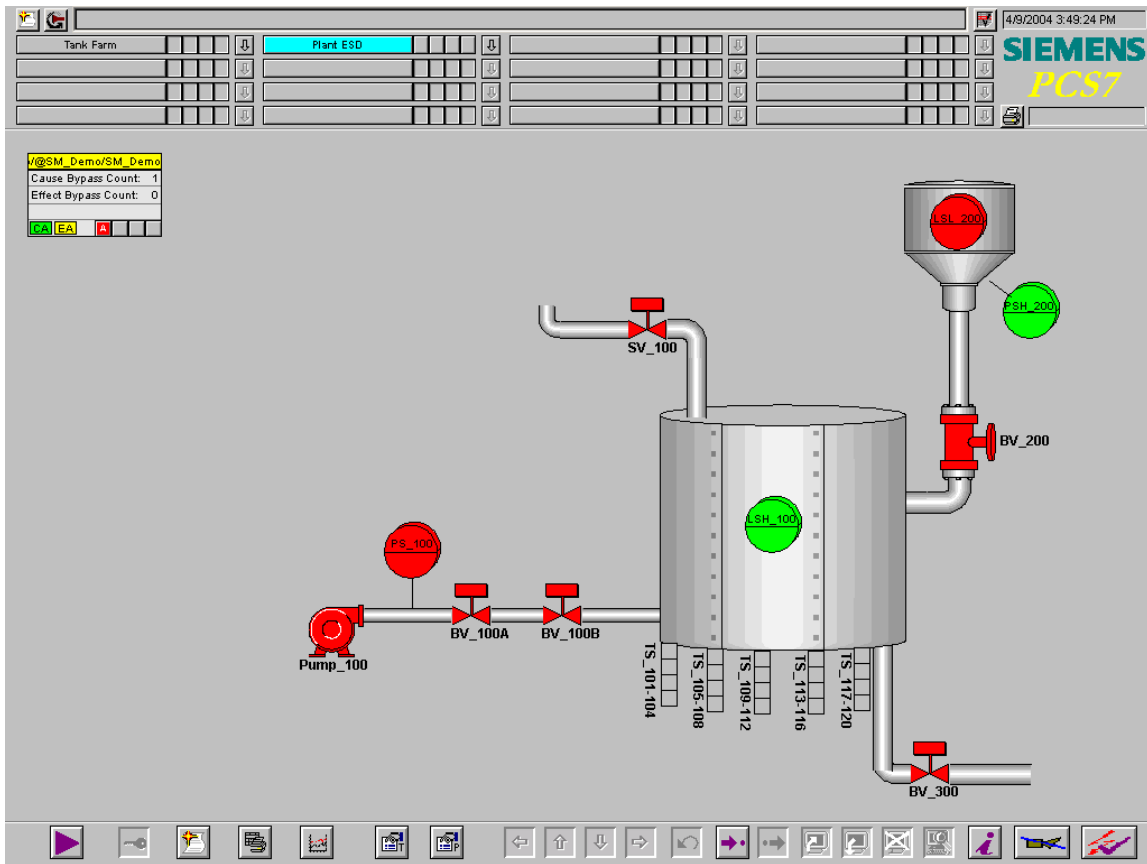 4/9/2004 3:49:24 PM
Tank Farm
Plant ESD
SIEMENS
PCS7
/@SM_Demo/SM_Demo
Cause Bypass Count: 1
Effect Bypass Count: 0
CA EA A
LSL_200
PSH_200
SV_100
BV_200
LSH_100
PS_100
BV_100A
BV_100B
Pump_100
TS_101-104
TS_105-108
TS_109-112
TS_113-116
TS_117-120
BV_300